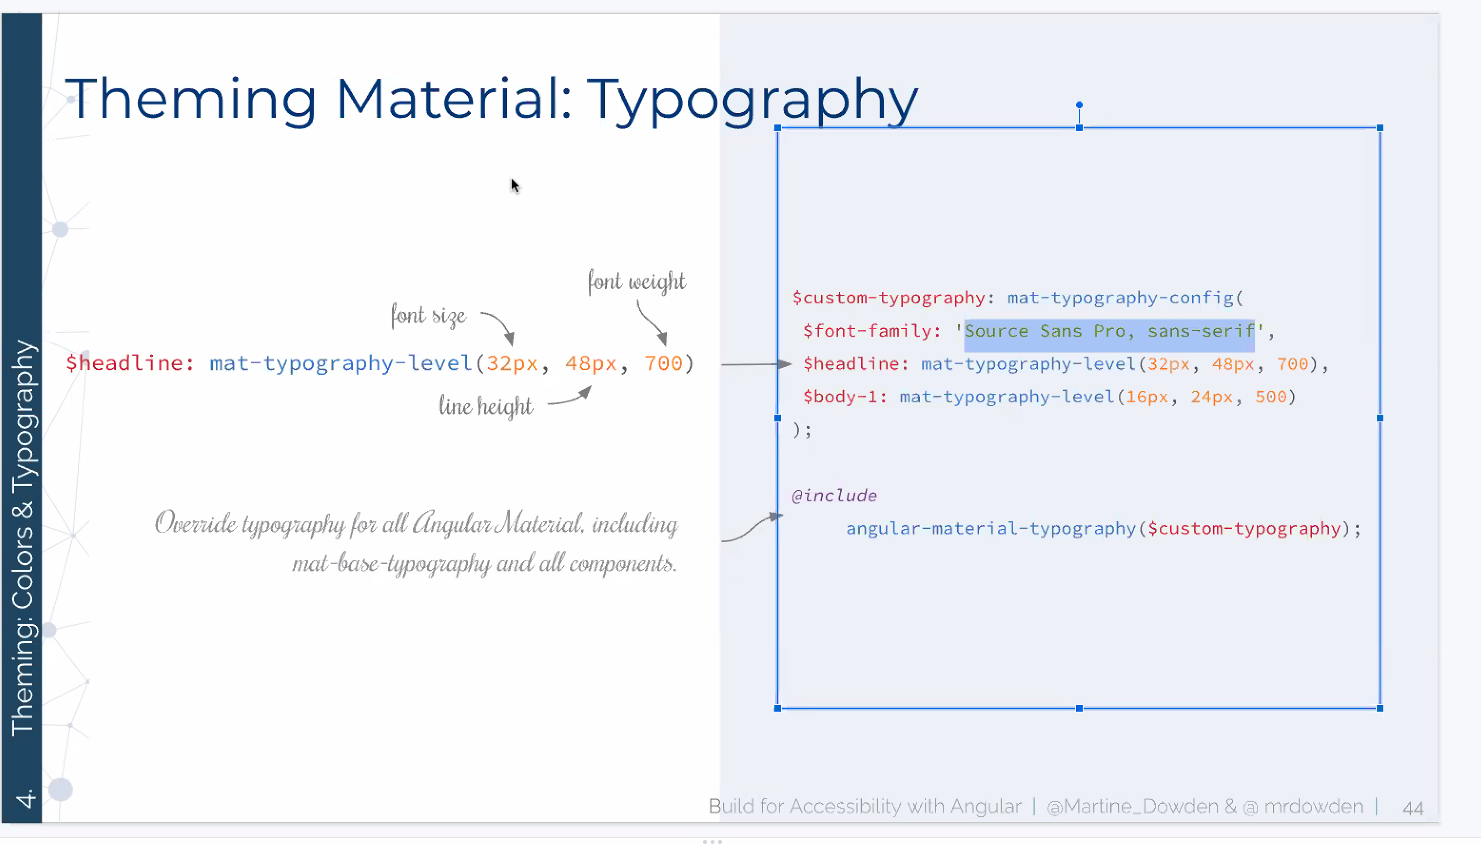 Theming Material: Typography
font weight
font size
$headline: mat-typography-level(32px, 48px, 700)
line height
Override typography for all Angular Material, including
mat-base-typography and all components.
$custom-typography: mat-typography-config(
$font-family: 'Source Sans Pro, sans-serif',
$headline: mat-typography-level(32px, 48px, 700),
$body-1: mat-typography-level(16px, 24px, 500)
);
@include
angular-material-typography($custom-typography);
4. Theming: Colors & Typography
Build for Accessibility with Angular | @Martine_Dowden & @ mrdowden | 44